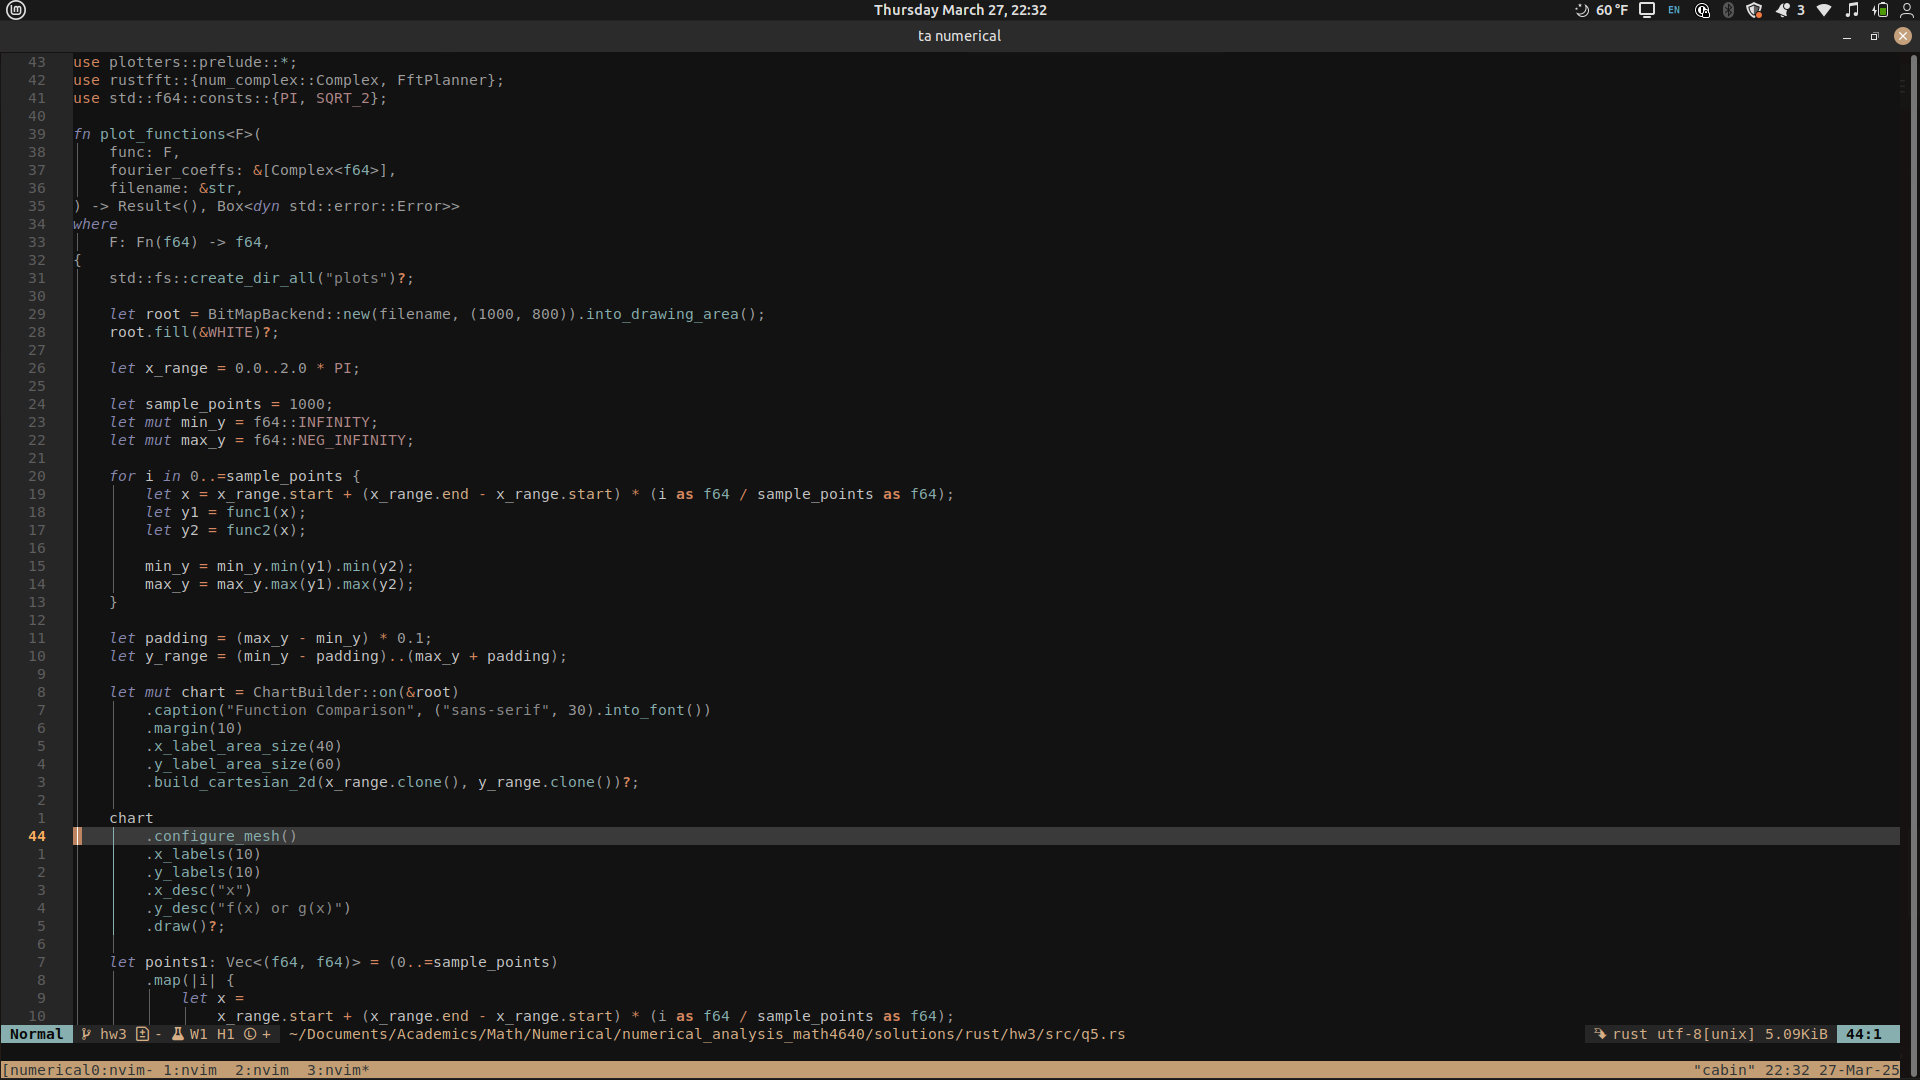 Thursday March 27, 22:32
60 °F EN 3
ta numerical
43 use plotters::prelude::*;
42 use rustfft::{num_complex::Complex, FftPlanner};
41 use std::f64::consts::{PI, SQRT_2};
40
39 fn plot_functions<F>(
38     func: F,
37     fourier_coeffs: &[Complex<f64>],
36     filename: &str,
35 ) -> Result<(), Box<dyn std::error::Error>>
34 where
33     F: Fn(f64) -> f64,
32 {
31     std::fs::create_dir_all("plots")?;
30
29     let root = BitMapBackend::new(filename, (1000, 800)).into_drawing_area();
28     root.fill(&WHITE)?;
27
26     let x_range = 0.0..2.0 * PI;
25
24     let sample_points = 1000;
23     let mut min_y = f64::INFINITY;
22     let mut max_y = f64::NEG_INFINITY;
21
20     for i in 0..=sample_points {
19         let x = x_range.start + (x_range.end - x_range.start) * (i as f64 / sample_points as f64);
18         let y1 = func1(x);
17         let y2 = func2(x);
16
15         min_y = min_y.min(y1).min(y2);
14         max_y = max_y.max(y1).max(y2);
13     }
12
11     let padding = (max_y - min_y) * 0.1;
10     let y_range = (min_y - padding)..(max_y + padding);
9
8     let mut chart = ChartBuilder::on(&root)
7         .caption("Function Comparison", ("sans-serif", 30).into_font())
6         .margin(10)
5         .x_label_area_size(40)
4         .y_label_area_size(60)
3         .build_cartesian_2d(x_range.clone(), y_range.clone())?;
2
1     chart
44         .configure_mesh()
1         .x_labels(10)
2         .y_labels(10)
3         .x_desc("x")
4         .y_desc("f(x) or g(x)")
5         .draw()?;
6
7     let points1: Vec<(f64, f64)> = (0..=sample_points)
8         .map(|i| {
9             let x =
10                 x_range.start + (x_range.end - x_range.start) * (i as f64 / sample_points as f64);
Normal hw3 - W1 H1 + ~/Documents/Academics/Math/Numerical/numerical_analysis_math4640/solutions/rust/hw3/src/q5.rs rust utf-8[unix] 5.09KiB 44:1
[numerical0:nvim- 1:nvim  2:nvim  3:nvim* "cabin" 22:32 27-Mar-25